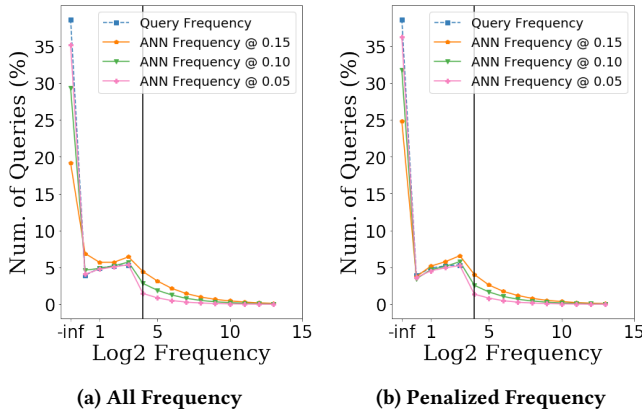 Num. of Queries (%)
35
30
25
20
15
10
5
0
Query Frequency
ANN Frequency @ 0.15
ANN Frequency @ 0.10
ANN Frequency @ 0.05
-inf 1 5 10 15
Log2 Frequency
(a) All Frequency
Num. of Queries (%)
35
30
25
20
15
10
5
0
Query Frequency
ANN Frequency @ 0.15
ANN Frequency @ 0.10
ANN Frequency @ 0.05
-inf 1 5 10 15
Log2 Frequency
(b) Penalized Frequency